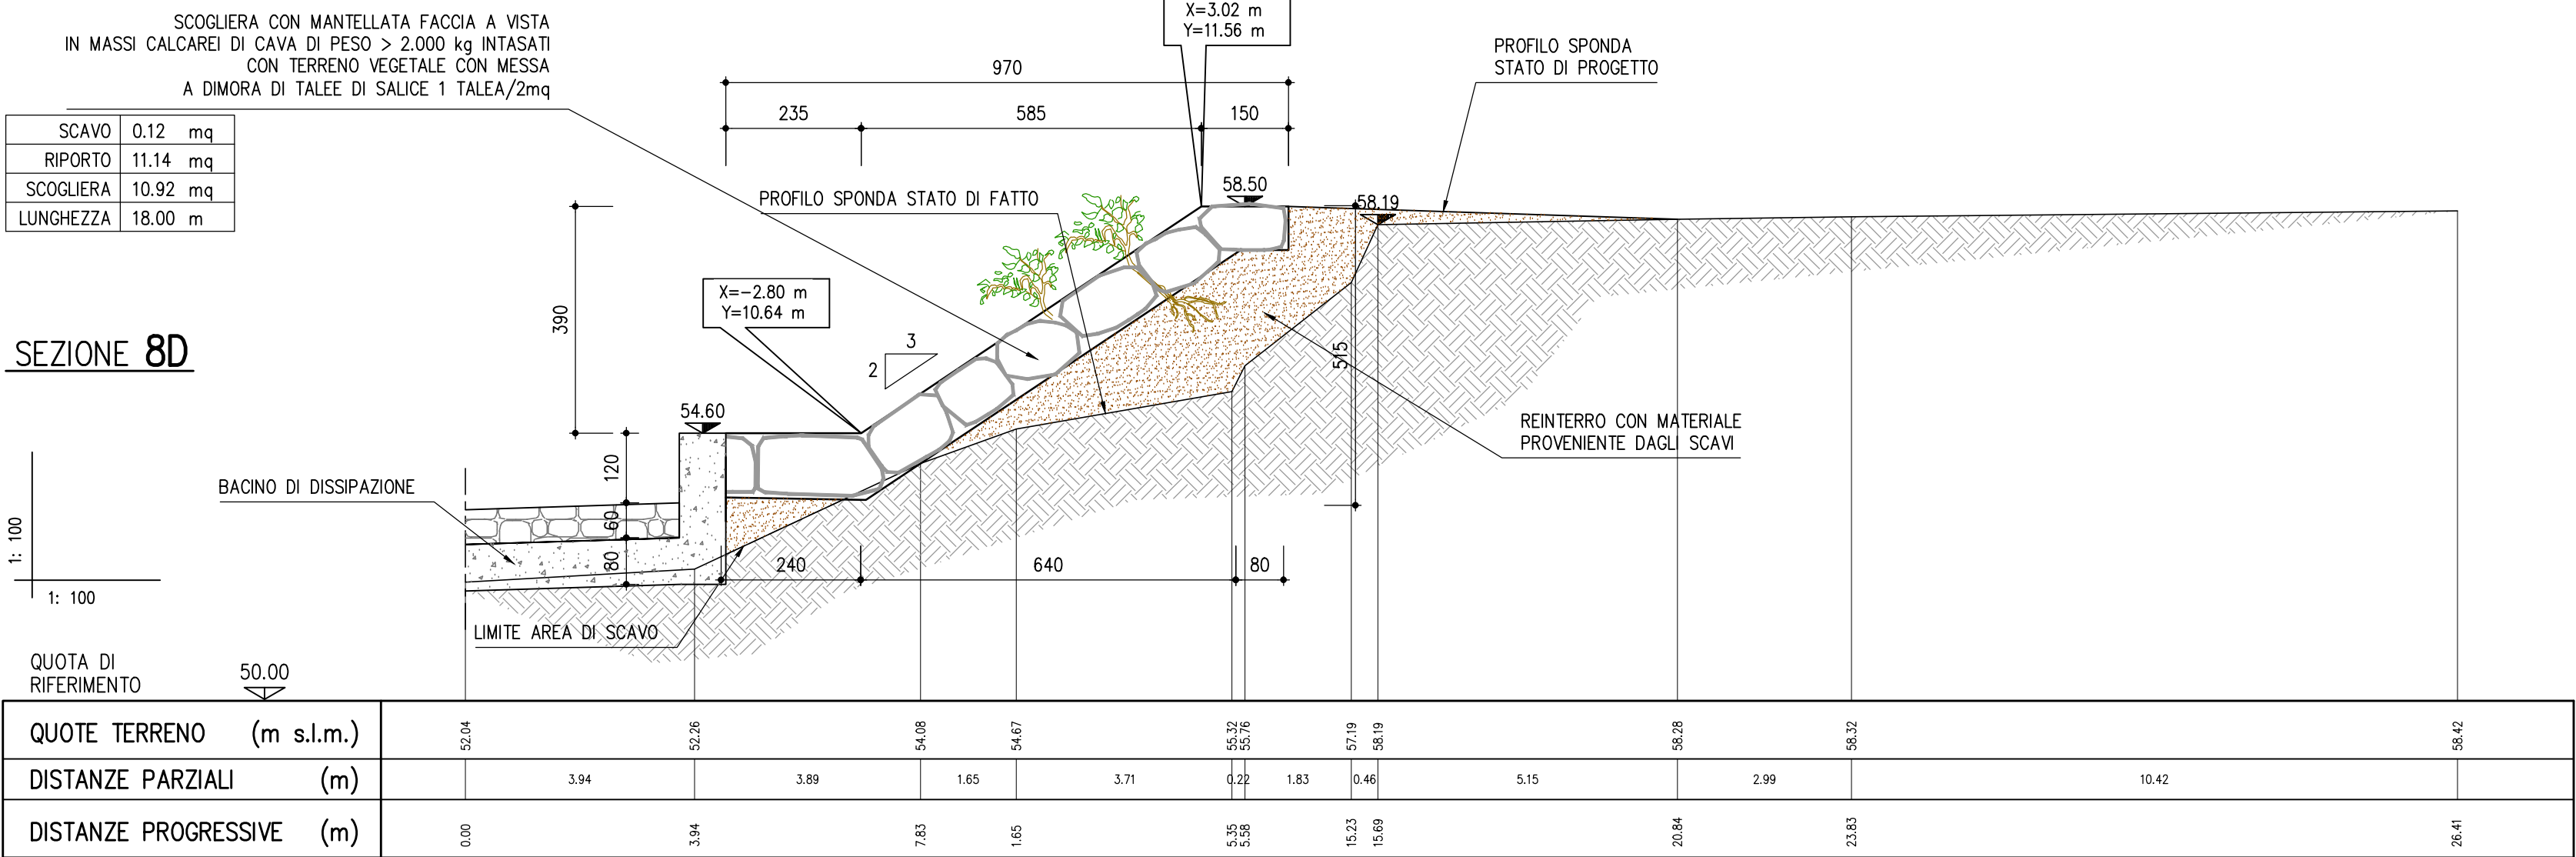 SCOGLIERA CON MANTELLATA FACCIA A VISTA
IN MASSI CALCAREI DI CAVA DI PESO > 2.000 kg INTASATI
CON TERRENO VEGETALE CON MESSA
A DIMORA DI TALEE DI SALICE 1 TALEA/2mq
X=3.02 m
Y=11.56 m
PROFILO SPONDA
STATO DI PROGETTO
970
235 585 150
SCAVO 0.12 mq
RIPORTO 11.14 mq
SCOGLIERA 10.92 mq
LUNGHEZZA 18.00 m
PROFILO SPONDA STATO DI FATTO
58.50
58.19
X=-2.80 m
Y=10.64 m
390
3
2
515
SEZIONE 8D
54.60
REINTERRO CON MATERIALE
PROVENIENTE DAGLI SCAVI
120
60
80
BACINO DI DISSIPAZIONE
1: 100
1: 100
240 640 80
LIMITE AREA DI SCAVO
QUOTA DI
RIFERIMENTO
50.00
QUOTE TERRENO (m s.l.m.) 52.04 52.26 54.08 54.67 55.32 55.76 57.19 58.19 58.28 58.32 58.42
DISTANZE PARZIALI (m) 3.94 3.89 1.65 3.71 0.22 1.83 0.46 5.15 2.99 10.42
DISTANZE PROGRESSIVE (m) 0.00 3.94 7.83 1.65 5.35 5.58 15.23 15.69 20.84 23.83 26.41